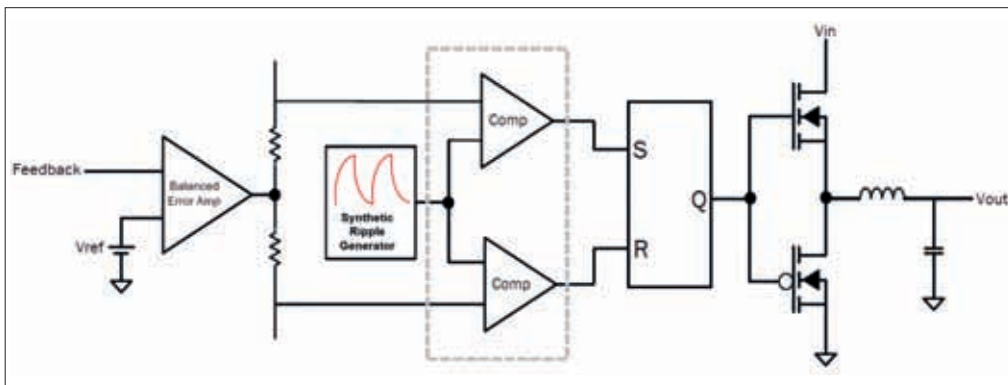 Vin
Comp
S
Feedback
Balanced
Error Amp
Synthetic
Ripple
Generator
Q
Vout
Vref
R
Comp